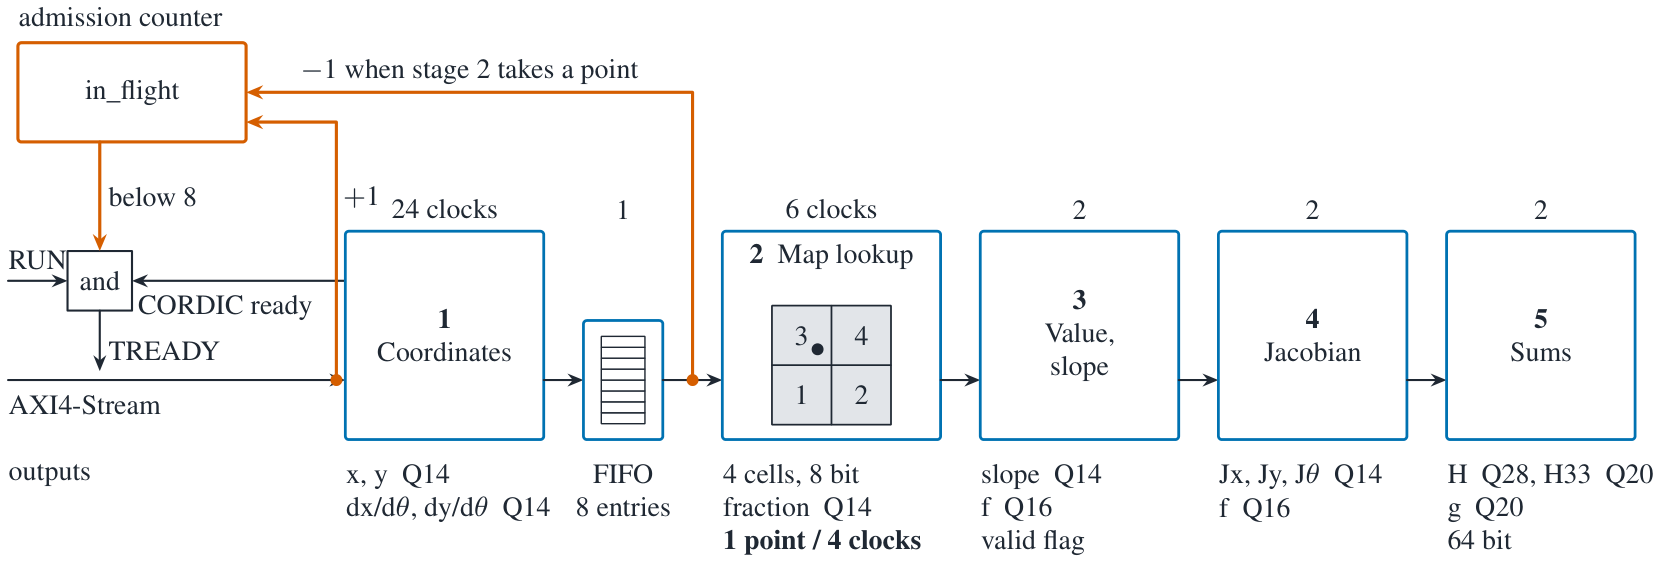 admission counter
in_flight
−1 when stage 2 takes a point
below 8
+1
24 clocks
1
6 clocks
2
2
2
RUN
and
CORDIC ready
TREADY
AXI4-Stream
1
Coordinates
2 Map lookup
3
4
1
2
3
Value,
slope
4
Jacobian
5
Sums
outputs
x, y Q14
dx/dθ, dy/dθ Q14
FIFO
8 entries
4 cells, 8 bit
fraction Q14
1 point / 4 clocks
slope Q14
f Q16
valid flag
Jx, Jy, Jθ Q14
f Q16
H Q28, H33 Q20
g Q20
64 bit